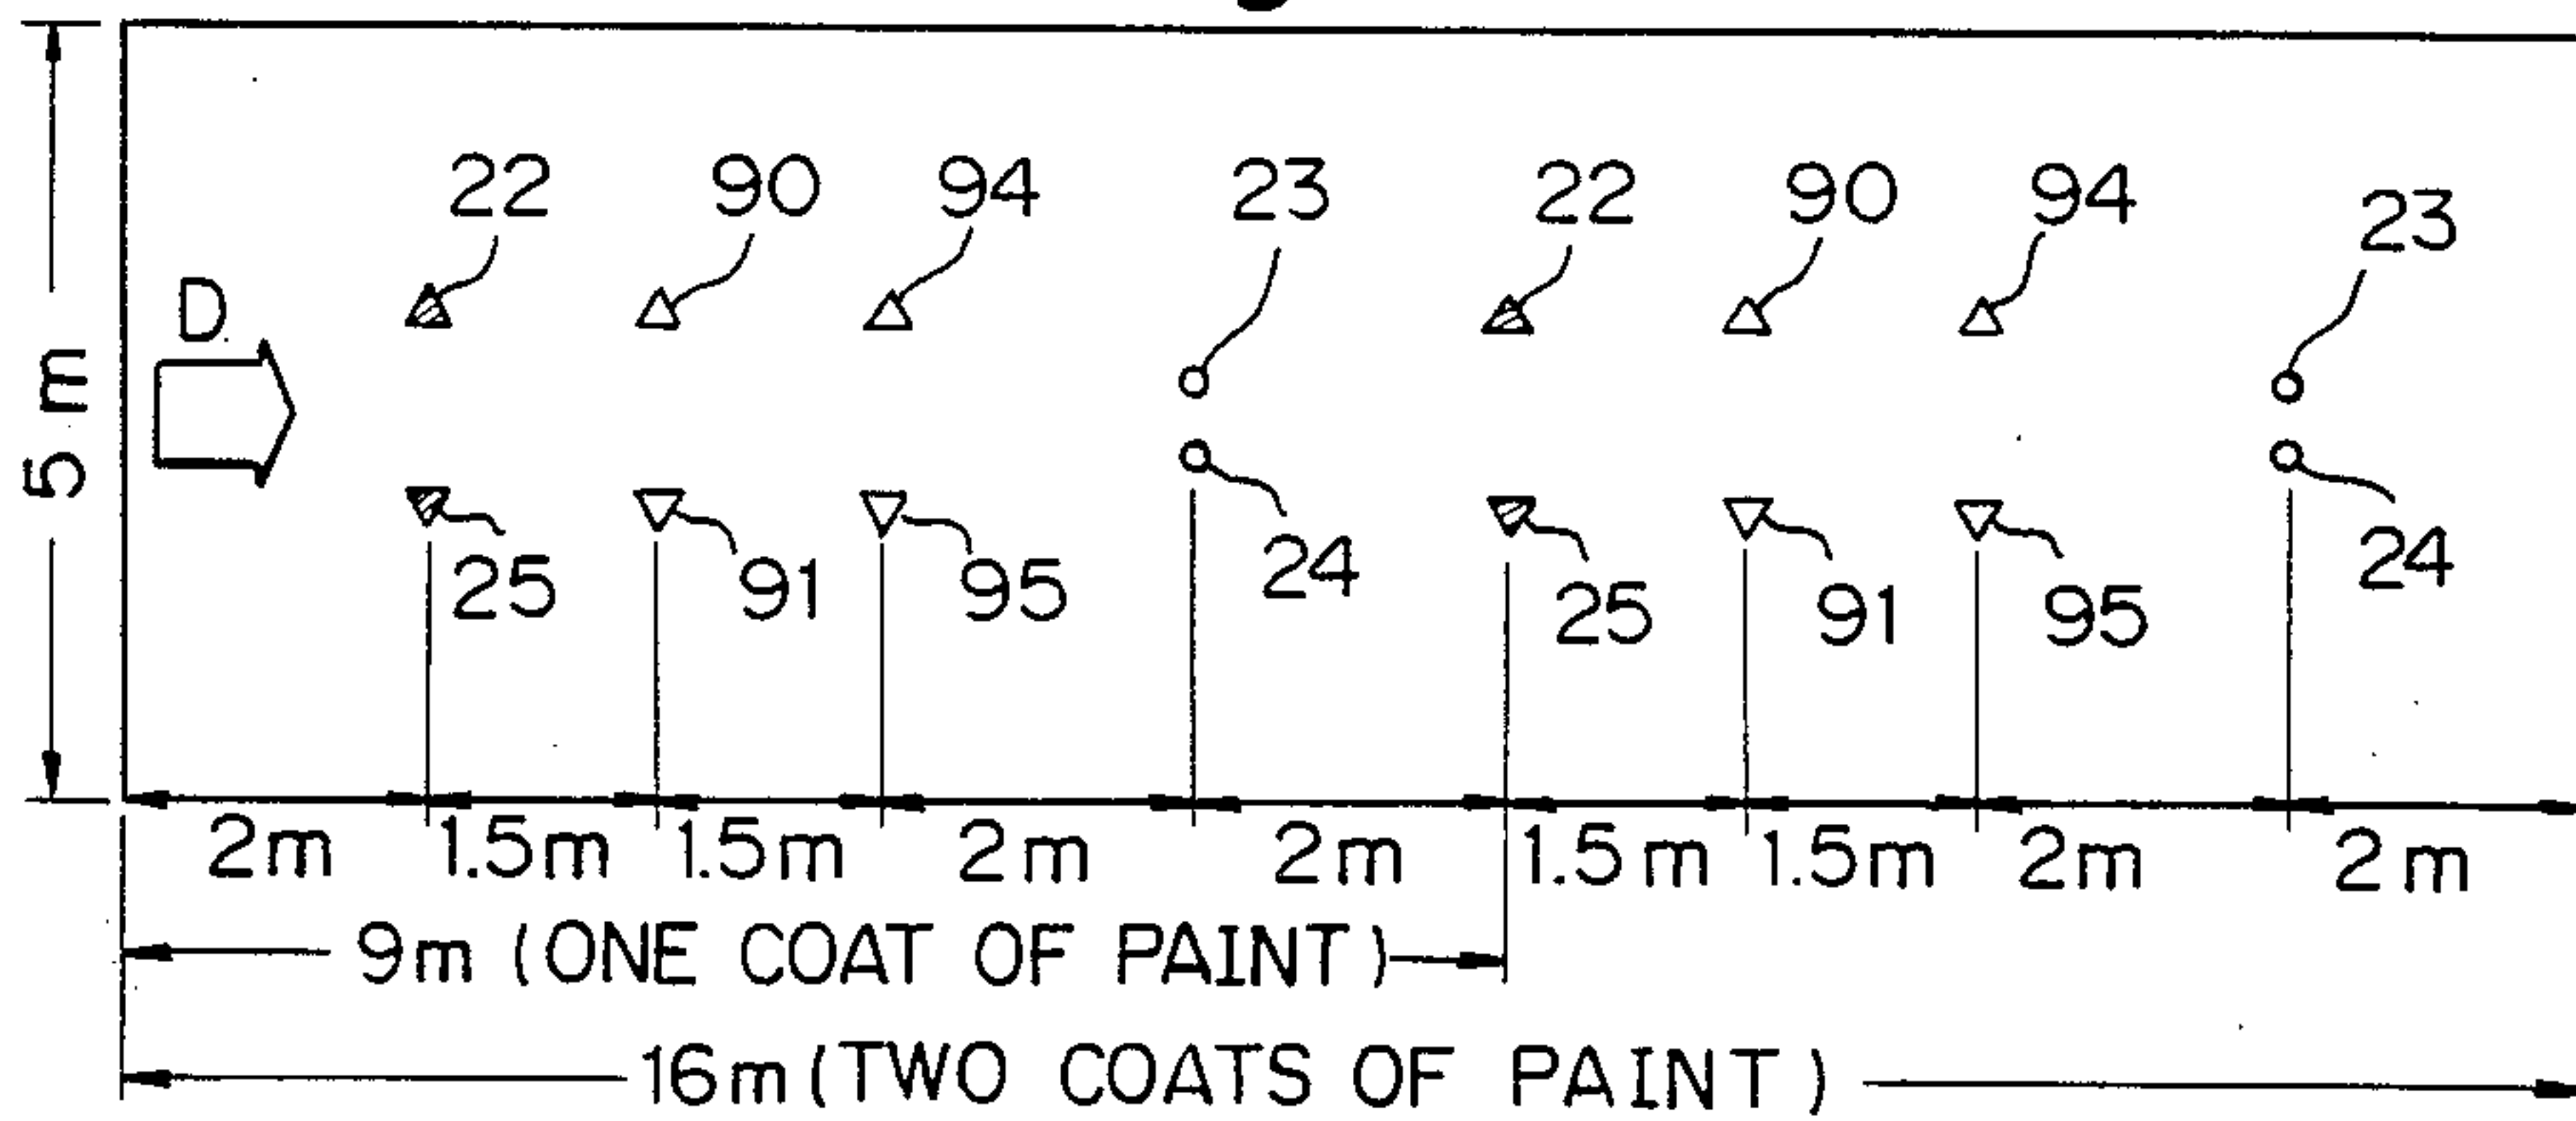 22 90 94 23 22 90 94 23
D
5 m
25 91 95 24 25 91 95 24
2m 1.5m 1.5m 2m 2m 1.5m 1.5m 2m 2m
9m (ONE COAT OF PAINT)
16m (TWO COATS OF PAINT)